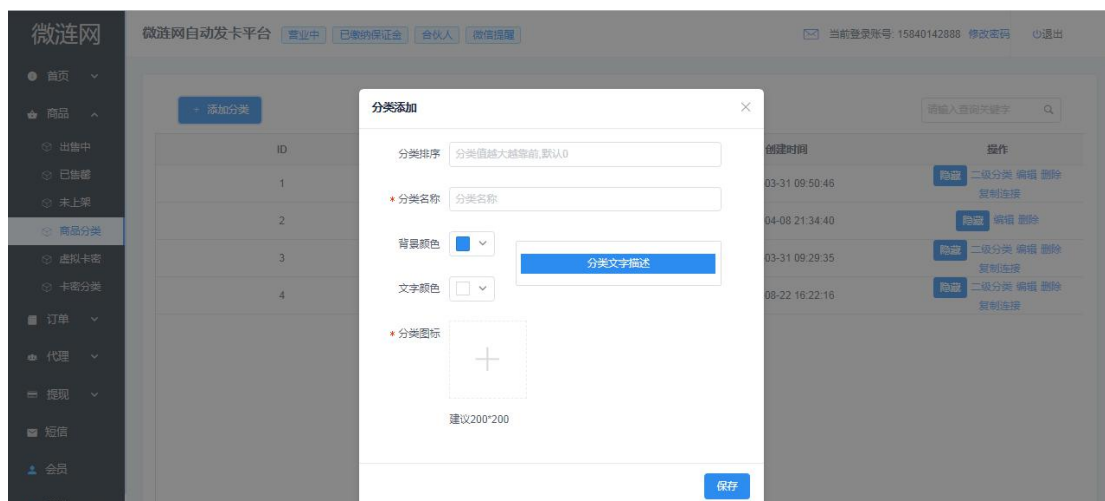 微涟网
微涟网自动发卡平台 营业中 已缴纳保证金 合伙人 微信提醒
当前登录账号: 15840142888 修改密码 退出
首页
商品
出售中
已售罄
未上架
商品分类
虚拟卡密
卡密分类
订单
代理
提现
短信
会员
+ 添加分类
请输入查询关键字
ID 创建时间 操作
1 03-31 09:50:46 隐藏 二级分类 编辑 删除
复制连接
2 04-08 21:34:40 隐藏 编辑 删除
3 03-31 09:29:35 隐藏 二级分类 编辑 删除
复制连接
4 08-22 16:22:16 隐藏 二级分类 编辑 删除
复制连接
分类添加
分类排序 分类值越大越靠前,默认0
* 分类名称 分类名称
背景颜色
分类文字描述
文字颜色
* 分类图标
建议200*200
保存